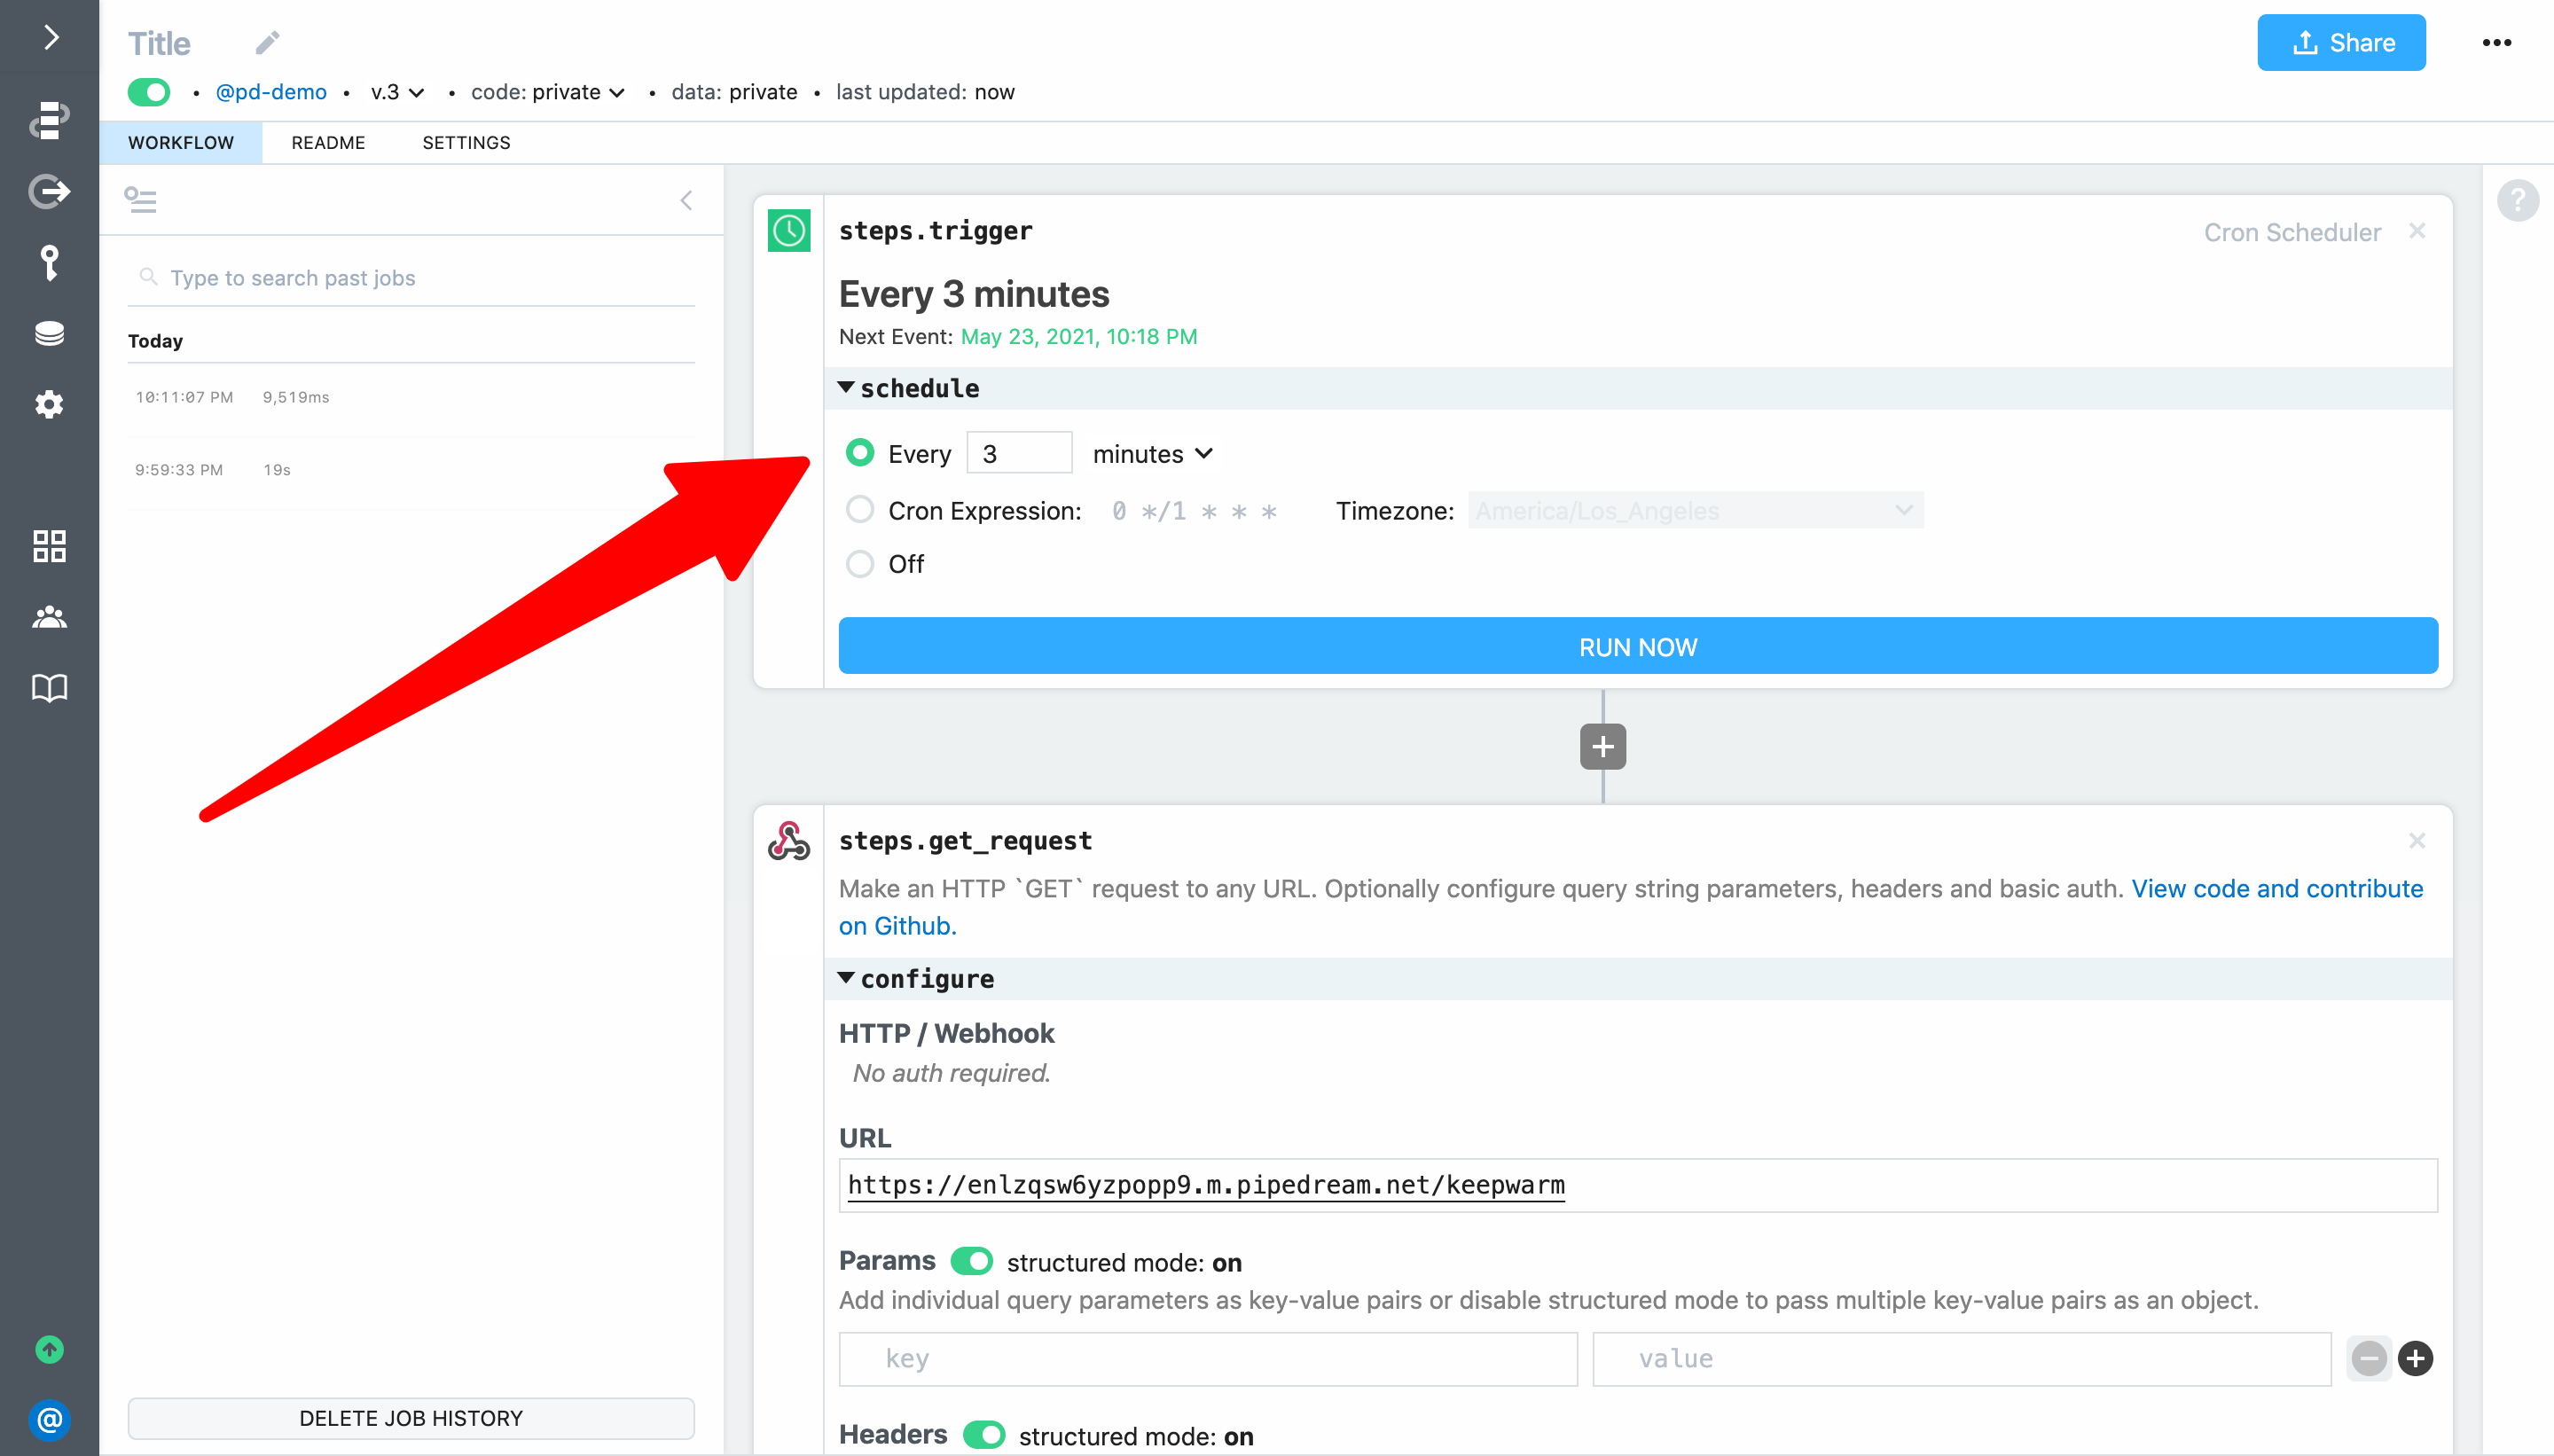 Title
Share
• @pd-demo • v.3 • code: private • data: private • last updated: now
WORKFLOW README SETTINGS
Type to search past jobs
Today
10:11:07 PM 9,519ms
9:59:33 PM 19s
DELETE JOB HISTORY
steps.trigger
Cron Scheduler
Every 3 minutes
Next Event: May 23, 2021, 10:18 PM
schedule
Every 3 minutes
Cron Expression: 0 */1 * * * Timezone: America/Los_Angeles
Off
RUN NOW
steps.get_request
Make an HTTP `GET` request to any URL. Optionally configure query string parameters, headers and basic auth. View code and contribute
on Github.
configure
HTTP / Webhook
No auth required.
URL
https://enlzqsw6yzpopp9.m.pipedream.net/keepwarm
Params structured mode: on
Add individual query parameters as key-value pairs or disable structured mode to pass multiple key-value pairs as an object.
key value
Headers structured mode: on